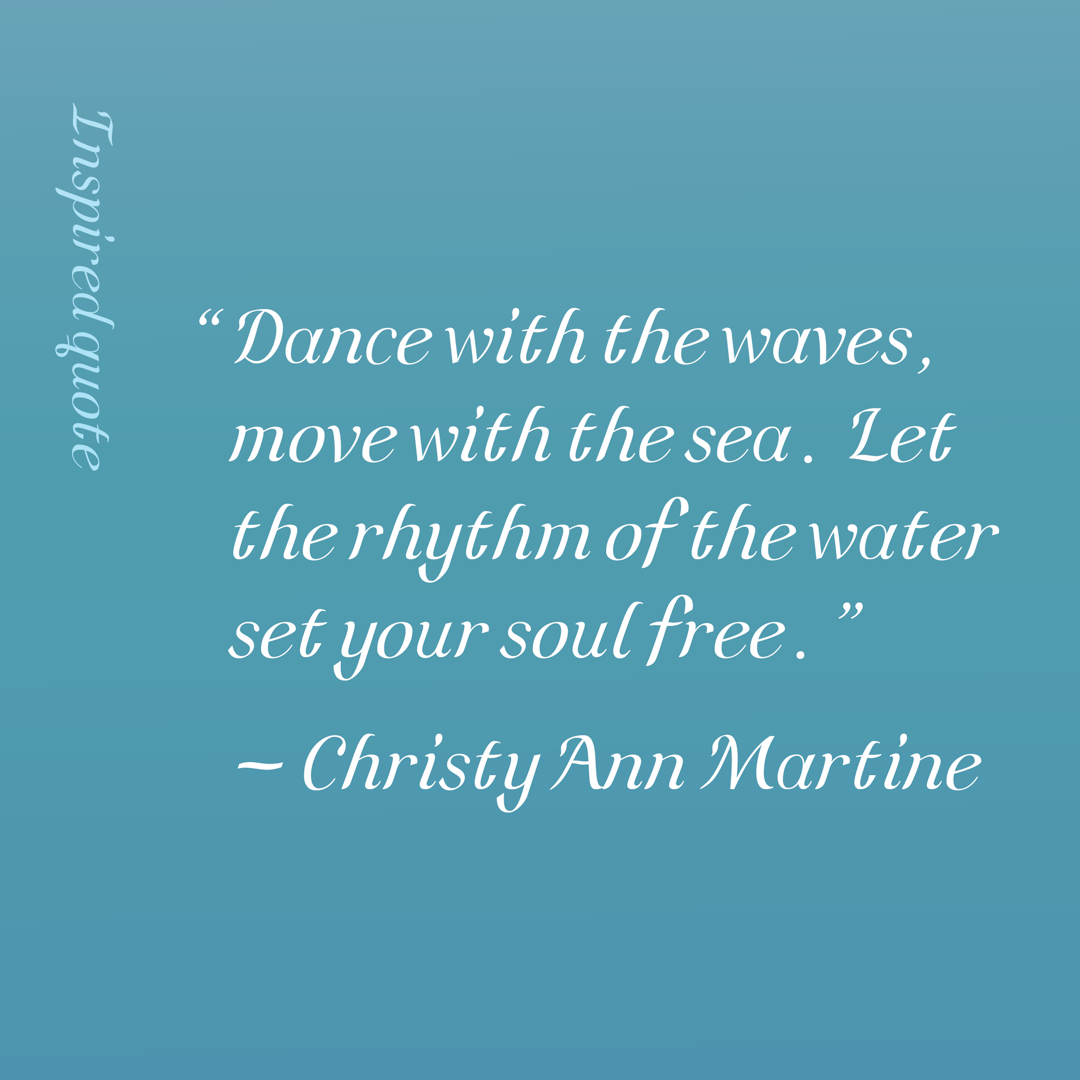 Inspired quote
“Dance with the waves,
move with the sea. Let
the rhythm of the water
set your soul free.”
– Christy Ann Martine